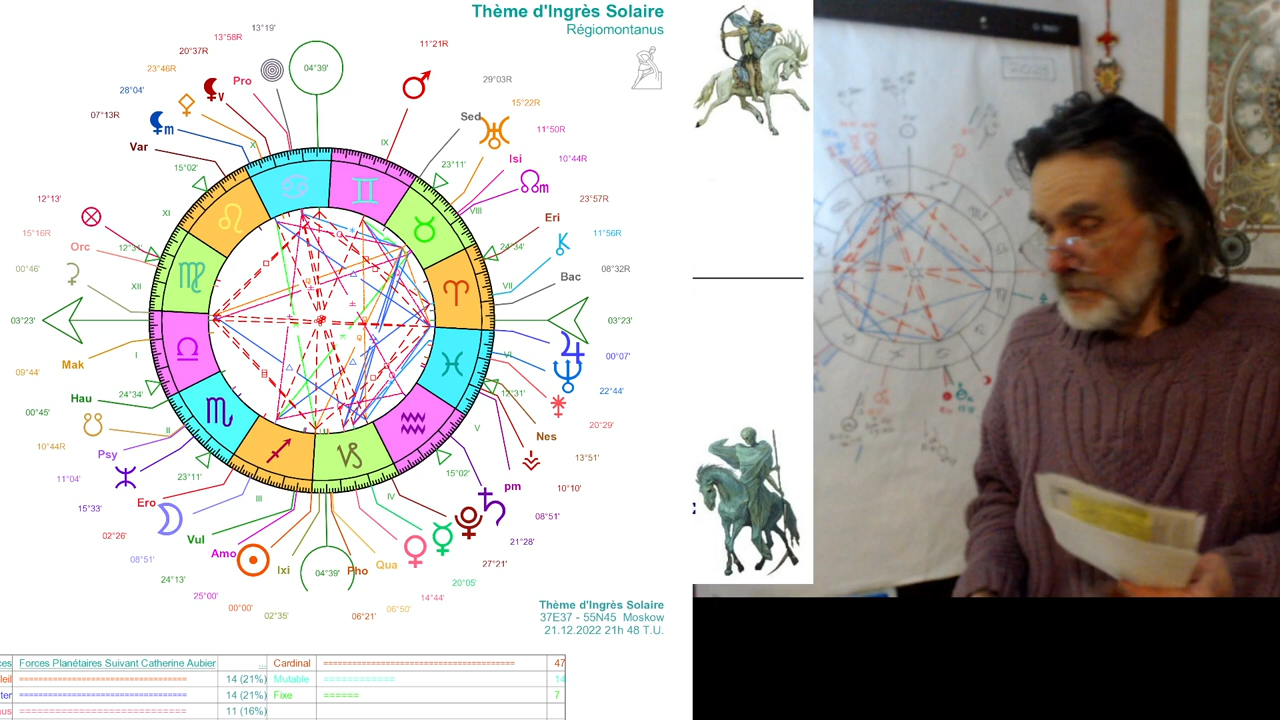 Thème d'Ingrès Solaire
Régiomontanus
13°19'
13°58R
20°37R
23°46R
28°04'
07°13R
Pro
V
m
Var
04°39'
11°21R
29°03R
Sed
15°22R
11°50R
Isi
10°44R
m
23°57R
Eri
11°56R
Bac
08°32R
15°02'
X
IX
23°11'
VIII
24°34'
VII
XI
12°13'
15°16R
Orc
12°31'
00°46'
XII
03°23'
03°23'
I
Mak
09°44R
24°34'
Hau
00°45'
II
10°44R
Psy
11°04'
23°11'
15°33'
Ero
02°26'
III
08°51'
Vul
24°13'
Amo
25°00'
00°00'
Ixi
02°35'
04°39'
Pho
06°21'
Qua
06°50'
IV
14°44'
20°05'
27°21'
21°28'
pm
08°51'
10°10'
15°02'
V
13°51'
Nes
12°31'
20°29'
VI
22°44'
00°07'
Thème d'Ingrès Solaire
37E37 - 55N45 Moskow
21.12.2022 21h 48 T.U.
ces Forces Planétaires Suivant Catherine Aubier ... Cardinal 47
leil 14 (21%) Mutable 14
ter 14 (21%) Fixe 7
us 11 (16%)